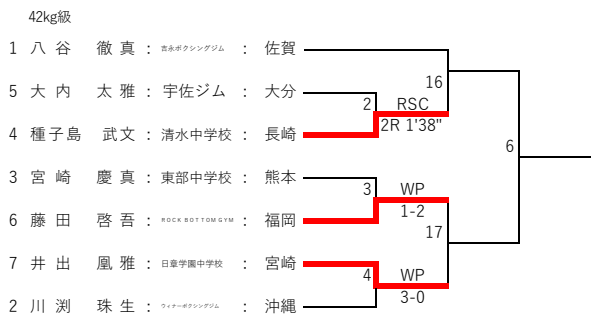 42kg級
1 八谷 徹真 : 吉永ボクシングジム : 佐賀
16
5 大内 太雅 : 宇佐ジム : 大分
2 RSC
4 種子島 武文 : 清水中学校 : 長崎
2R 1'38"
6
3 宮崎 慶真 : 東部中学校 : 熊本
3 WP
1-2
6 藤田 啓吾 : ROCK BOTTOM GYM : 福岡
17
7 井出 凰雅 : 日章学園中学校 : 宮崎
4 WP
3-0
2 川渕 珠生 : ウィナーボクシングジム : 沖縄